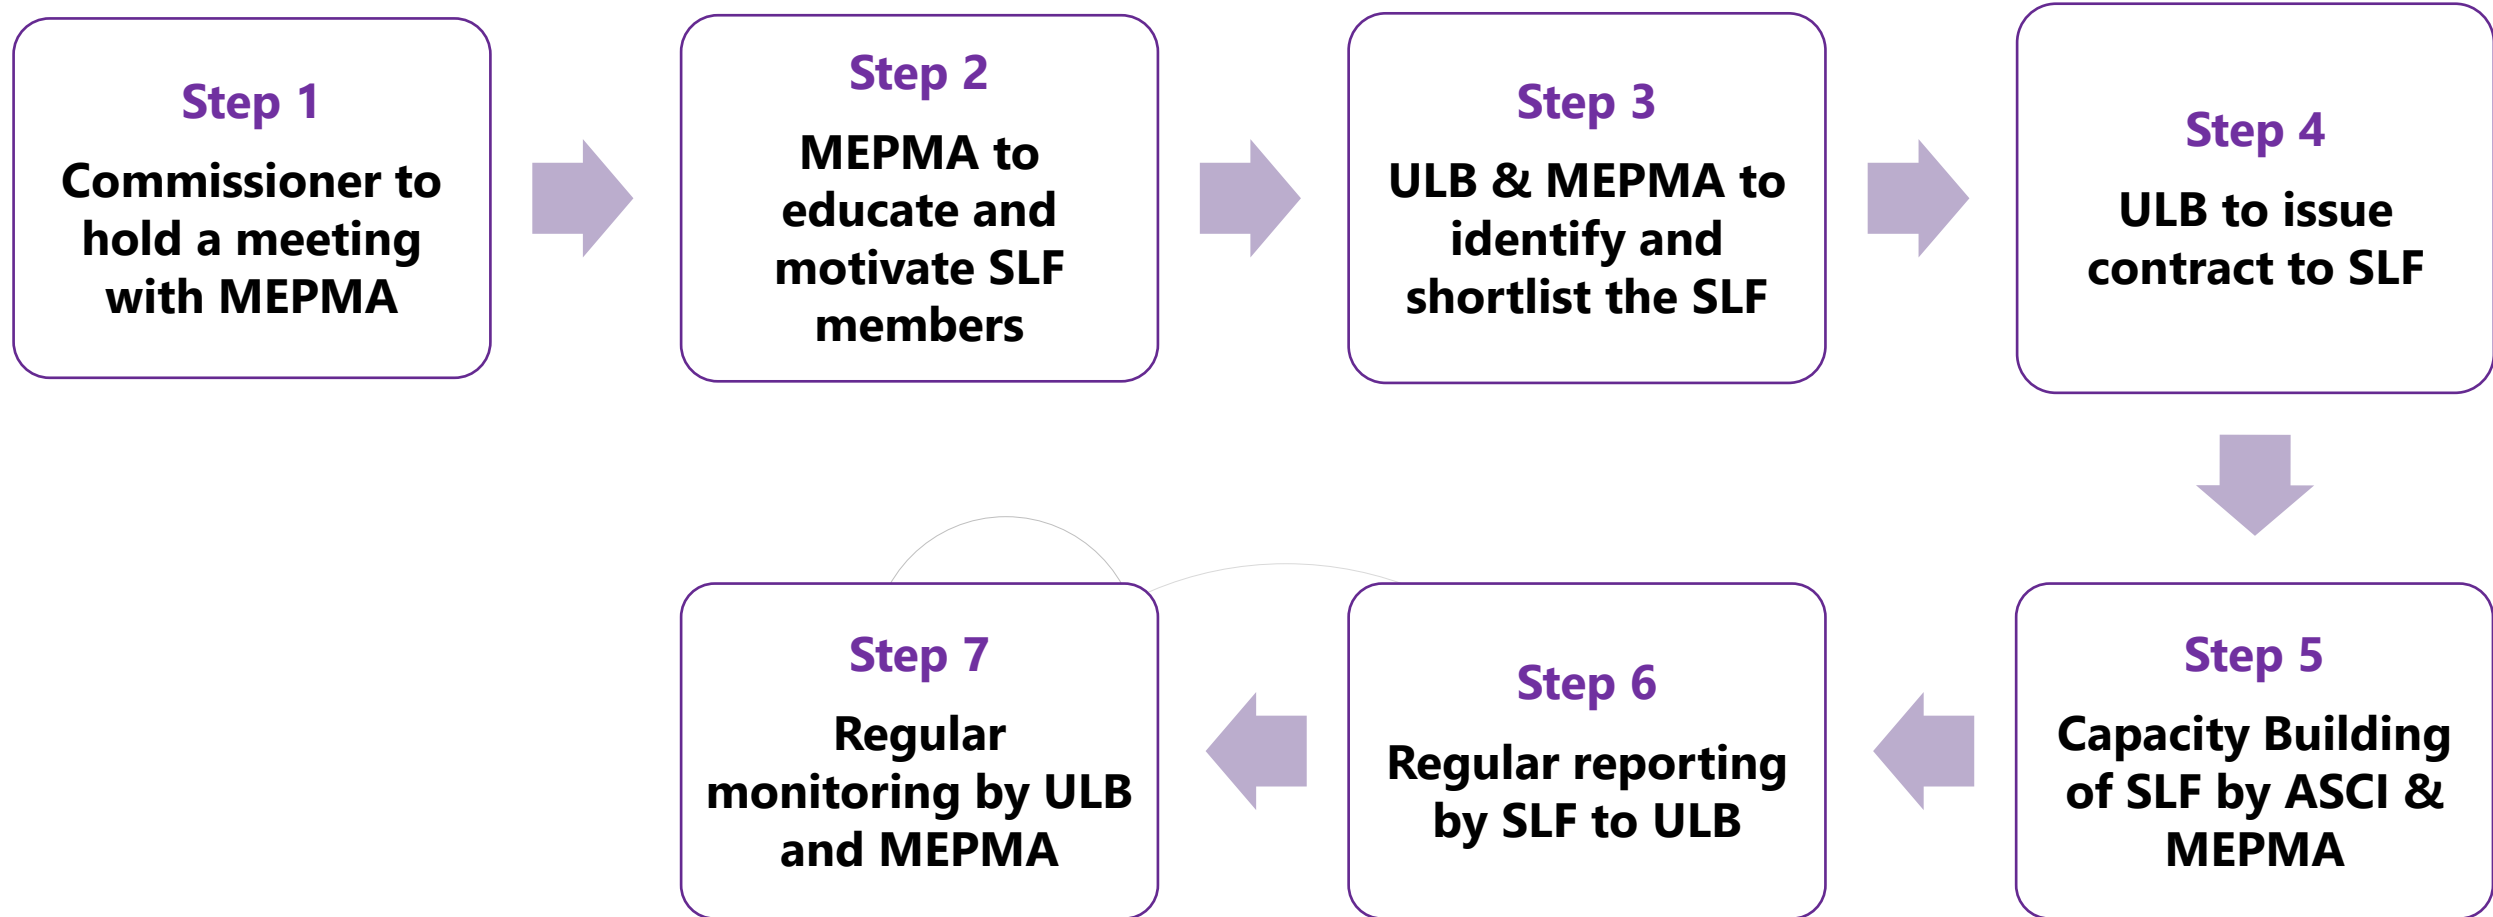 Step 1
Commissioner to
hold a meeting
with MEPMA
Step 2
MEPMA to
educate and
motivate SLF
members
Step 3
ULB & MEPMA to
identify and
shortlist the SLF
Step 4
ULB to issue
contract to SLF
Step 5
Capacity Building
of SLF by ASCI &
MEPMA
Step 6
Regular reporting
by SLF to ULB
Step 7
Regular
monitoring by ULB
and MEPMA